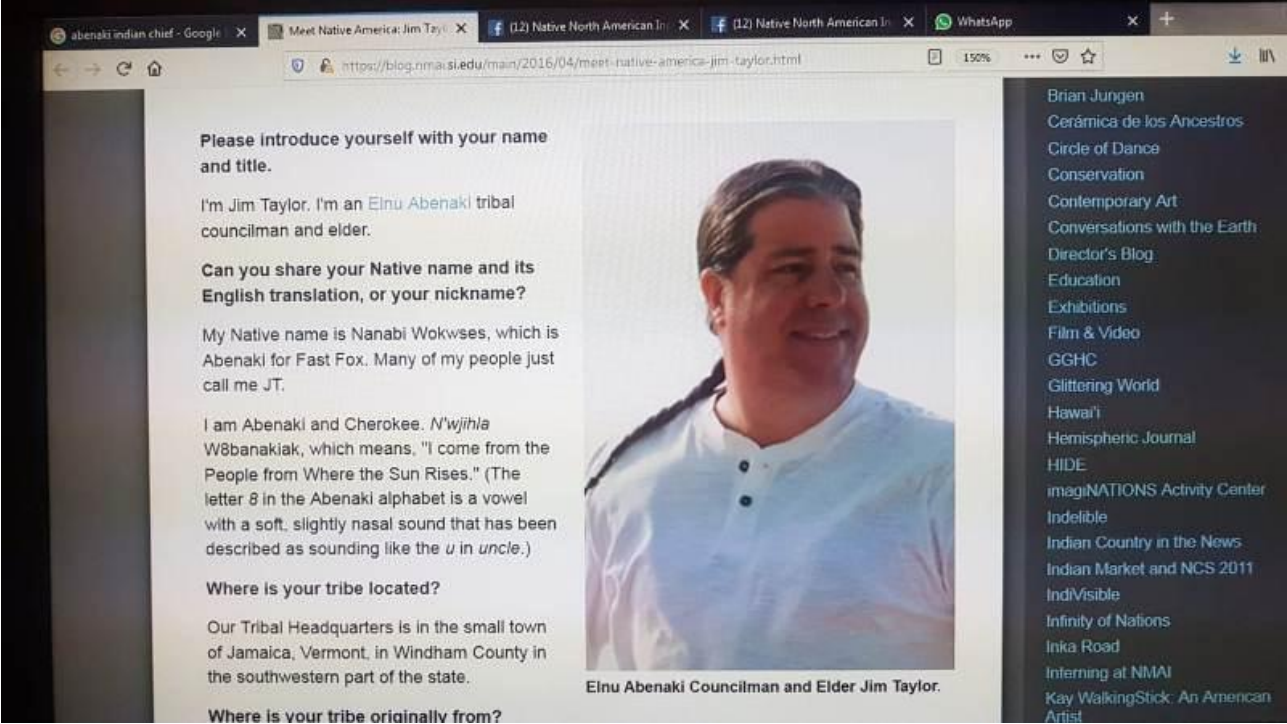 abenaki indian chief - Google
Meet Native America: Jim Tayl
(12) Native North American In
(12) Native North American In
WhatsApp
https://blog.nmai.si.edu/main/2016/04/meet-native-america-jim-taylor.html
150%
Please introduce yourself with your name
and title.
I'm Jim Taylor. I'm an Elnu Abenaki tribal
councilman and elder.
Can you share your Native name and its
English translation, or your nickname?
My Native name is Nanabi Wokwses, which is
Abenaki for Fast Fox. Many of my people just
call me JT.
I am Abenaki and Cherokee. N'wjihla
W8banakiak, which means, "I come from the
People from Where the Sun Rises." (The
letter 8 in the Abenaki alphabet is a vowel
with a soft, slightly nasal sound that has been
described as sounding like the u in uncle.)
Where is your tribe located?
Our Tribal Headquarters is in the small town
of Jamaica, Vermont, in Windham County in
the southwestern part of the state.
Where is your tribe originally from?
Elnu Abenaki Councilman and Elder Jim Taylor.
Brian Jungen
Cerámica de los Ancestros
Circle of Dance
Conservation
Contemporary Art
Conversations with the Earth
Director's Blog
Education
Exhibitions
Film & Video
GGHC
Glittering World
Hawai'i
Hemispheric Journal
HIDE
imagiNATIONS Activity Center
Indelible
Indian Country in the News
Indian Market and NCS 2011
IndiVisible
Infinity of Nations
Inka Road
Interning at NMAI
Kay WalkingStick: An American
Artist